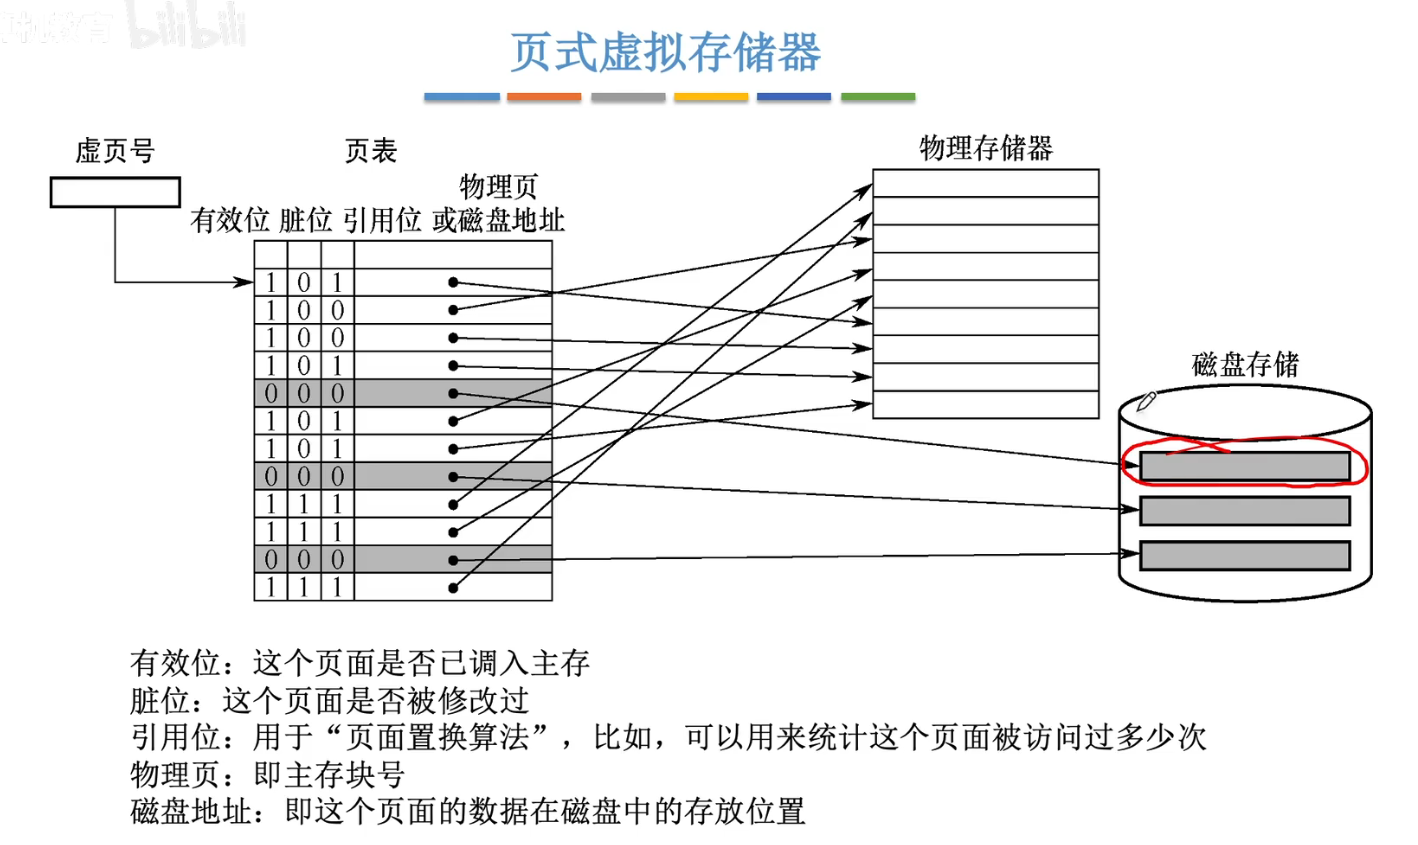 bilibili
页式虚拟存储器
虚页号
页表
物理存储器
物理页
有效位 脏位 引用位 或磁盘地址
1 0 1
1 0 0
1 0 0
1 0 1
0 0 0
1 0 1
1 0 1
0 0 0
1 1 1
1 1 1
0 0 0
1 1 1
磁盘存储
有效位：这个页面是否已调入主存
脏位：这个页面是否被修改过
引用位：用于“页面置换算法”，比如，可以用来统计这个页面被访问过多少次
物理页：即主存块号
磁盘地址：即这个页面的数据在磁盘中的存放位置